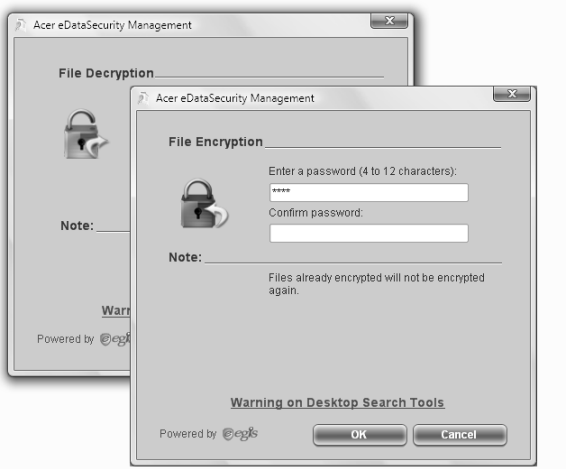 Acer eDataSecurity Management
File Decryption
Note:
Powered by egis
Acer eDataSecurity Management
File Encryption
Enter a password (4 to 12 characters):
****
Confirm password:
Note:
Files already encrypted will not be encrypted
again.
Warning on Desktop Search Tools
Powered by egis
OK
Cancel